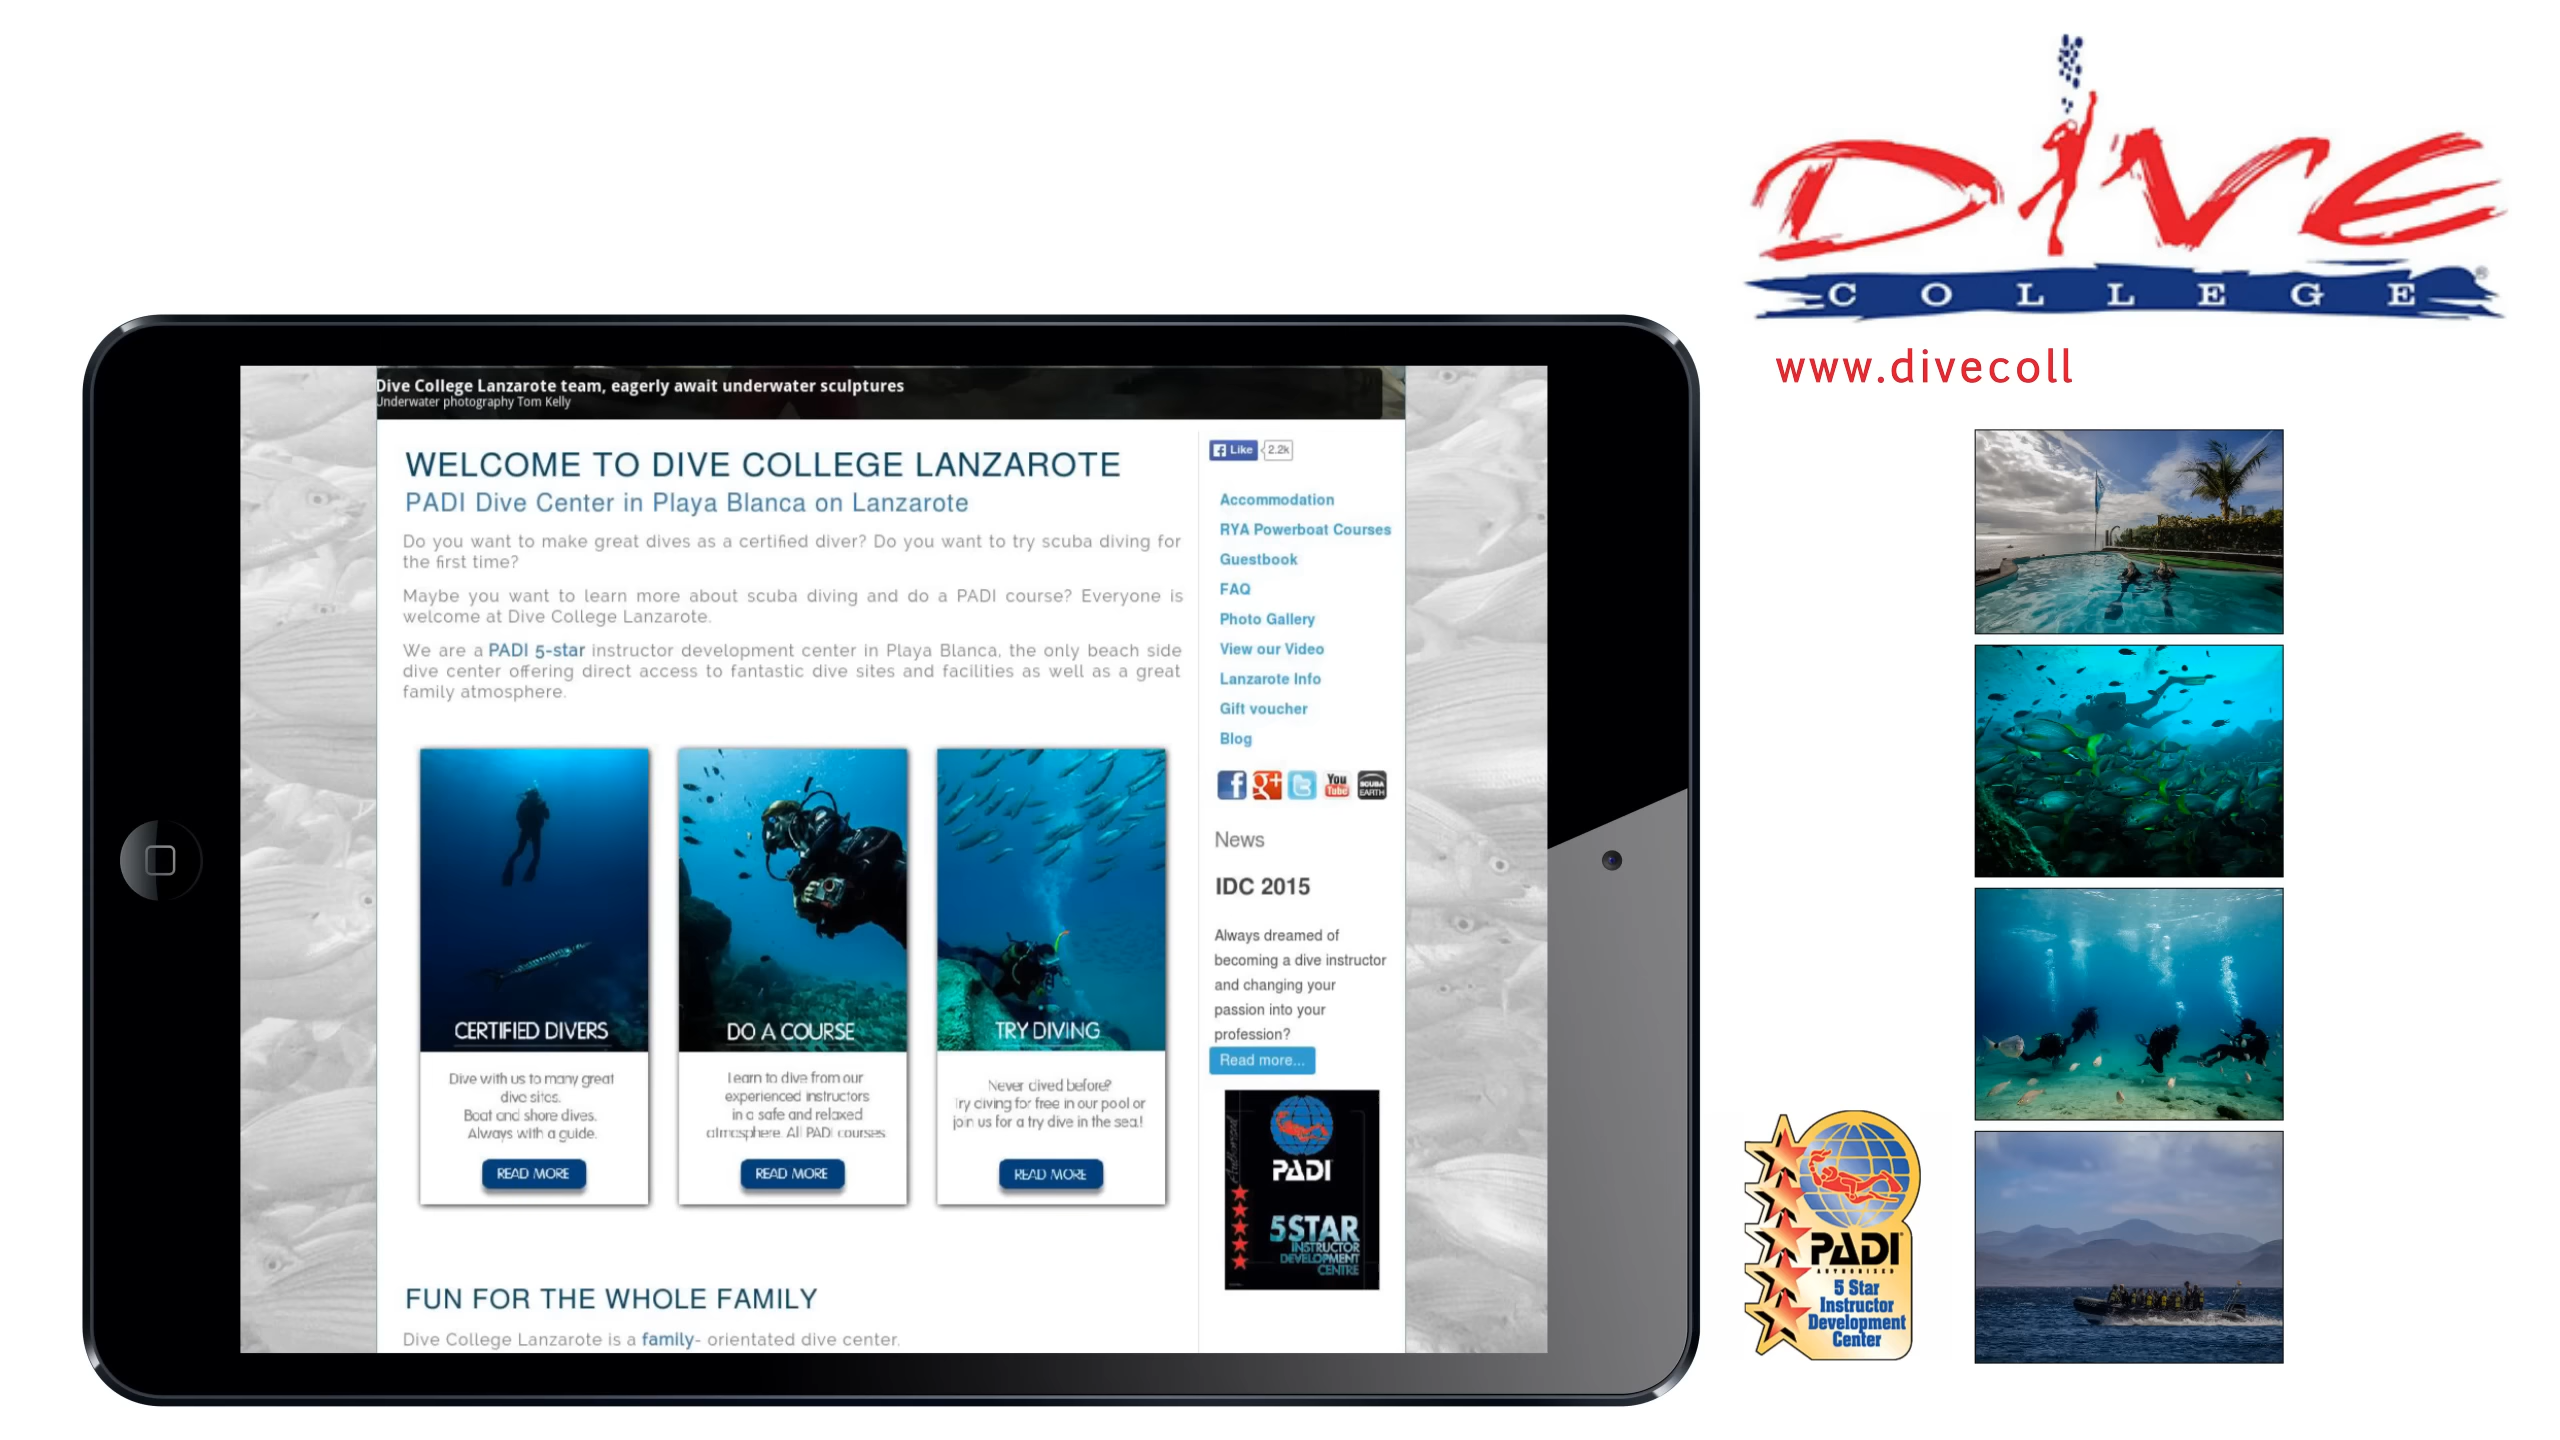 DIVE
COLLEGE®
www.divecoll
Dive College Lanzarote team, eagerly await underwater sculptures
Underwater photography Tom Kelly
WELCOME TO DIVE COLLEGE LANZAROTE
PADI Dive Center in Playa Blanca on Lanzarote
Do you want to make great dives as a certified diver? Do you want to try scuba diving for
the first time?
Maybe you want to learn more about scuba diving and do a PADI course? Everyone is
welcome at Dive College Lanzarote.
We are a PADI 5-star instructor development center in Playa Blanca, the only beach side
dive center offering direct access to fantastic dive sites and facilities as well as a great
family atmosphere.
CERTIFIED DIVERS
Dive with us to many great
dive sites.
Boat and shore dives.
Always with a guide.
READ MORE
DO A COURSE
Learn to dive from our
experienced instructors
in a safe and relaxed
atmosphere. All PADI courses
READ MORE
TRY DIVING
Never dived before?
Try diving for free in our pool or
join us for a try dive in the sea!
READ MORE
FUN FOR THE WHOLE FAMILY
Dive College Lanzarote is a family- orientated dive center.
Like 2.2k
Accommodation
RYA Powerboat Courses
Guestbook
FAQ
Photo Gallery
View our Video
Lanzarote Info
Gift voucher
Blog
f g+ t You Tube SCUBA EARTH
News
IDC 2015
Always dreamed of
becoming a dive instructor
and changing your
passion into your
profession?
Read more...
PADI
5 STAR
INSTRUCTOR
DEVELOPMENT
CENTRE
PADI
AUTHORIZED
5 Star
Instructor
Development
Center